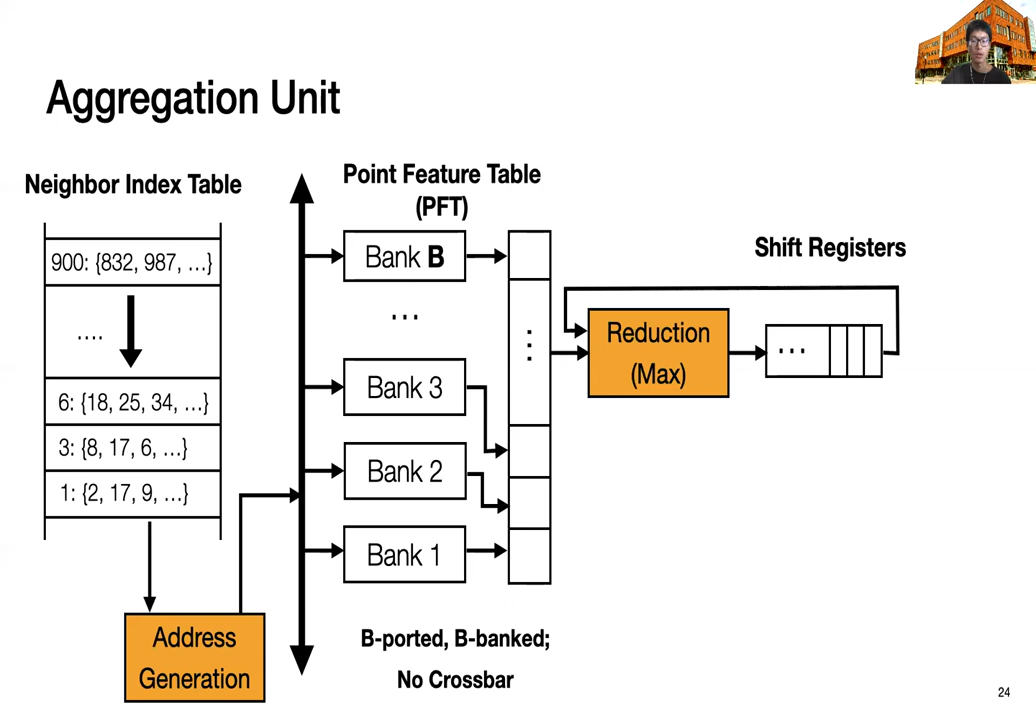 Aggregation Unit
Neighbor Index Table
900: {832, 987, …}
….
6: {18, 25, 34, …}
3: {8, 17, 6, …}
1: {2, 17, 9, …}
Address
Generation
Point Feature Table
(PFT)
Bank B
…
Bank 3
Bank 2
Bank 1
B-ported, B-banked;
No Crossbar
⋮
Reduction
(Max)
Shift Registers
…
24